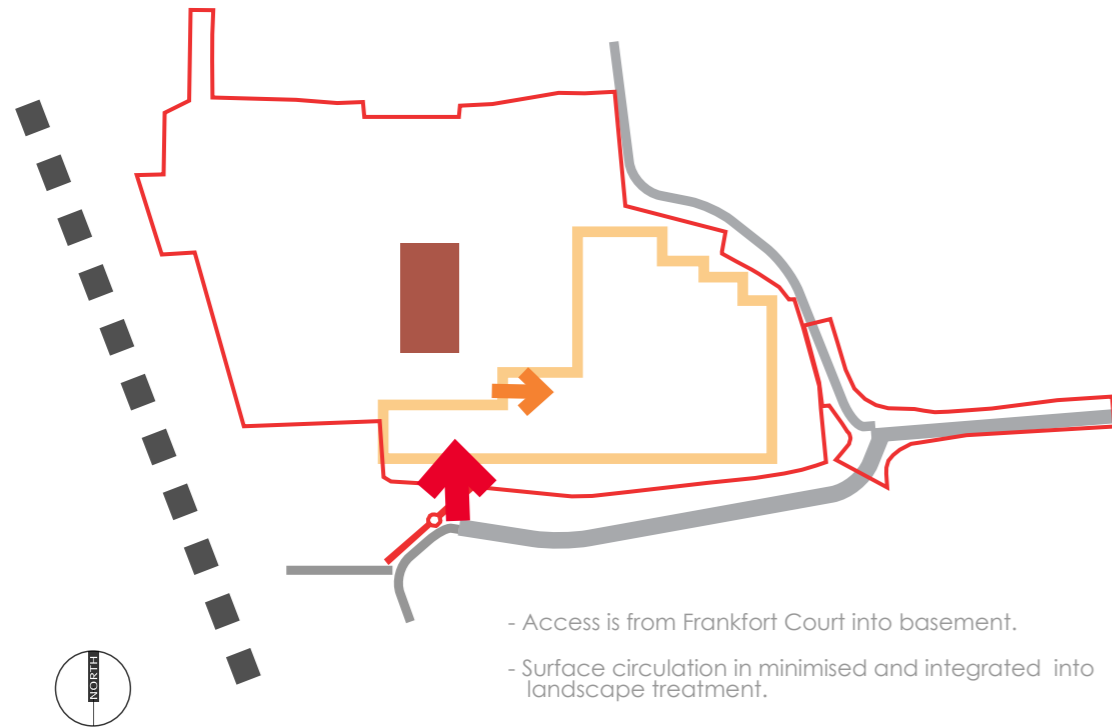 - Access is from Frankfort Court into basement.
- Surface circulation in minimised and integrated into
landscape treatment.
NORTH